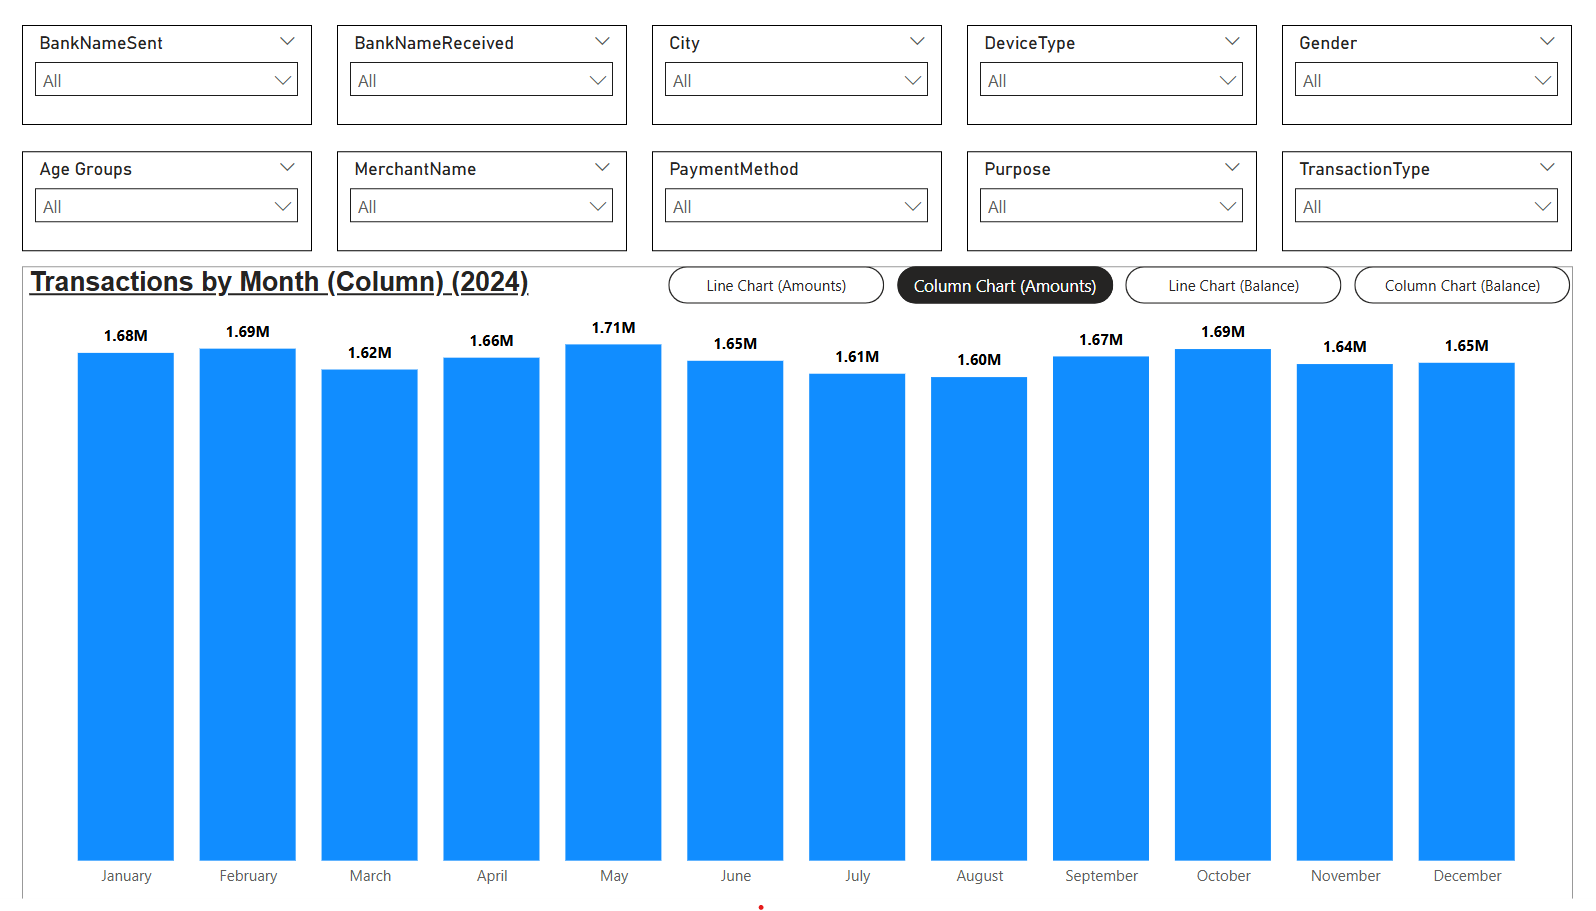 BankNameSent
All
BankNameReceived
All
City
All
DeviceType
All
Gender
All
Age Groups
All
MerchantName
All
PaymentMethod
All
Purpose
All
TransactionType
All
Transactions by Month (Column) (2024)
Line Chart (Amounts)
Column Chart (Amounts)
Line Chart (Balance)
Column Chart (Balance)
1.68M
1.69M
1.62M
1.66M
1.71M
1.65M
1.61M
1.60M
1.67M
1.69M
1.64M
1.65M
January
February
March
April
May
June
July
August
September
October
November
December